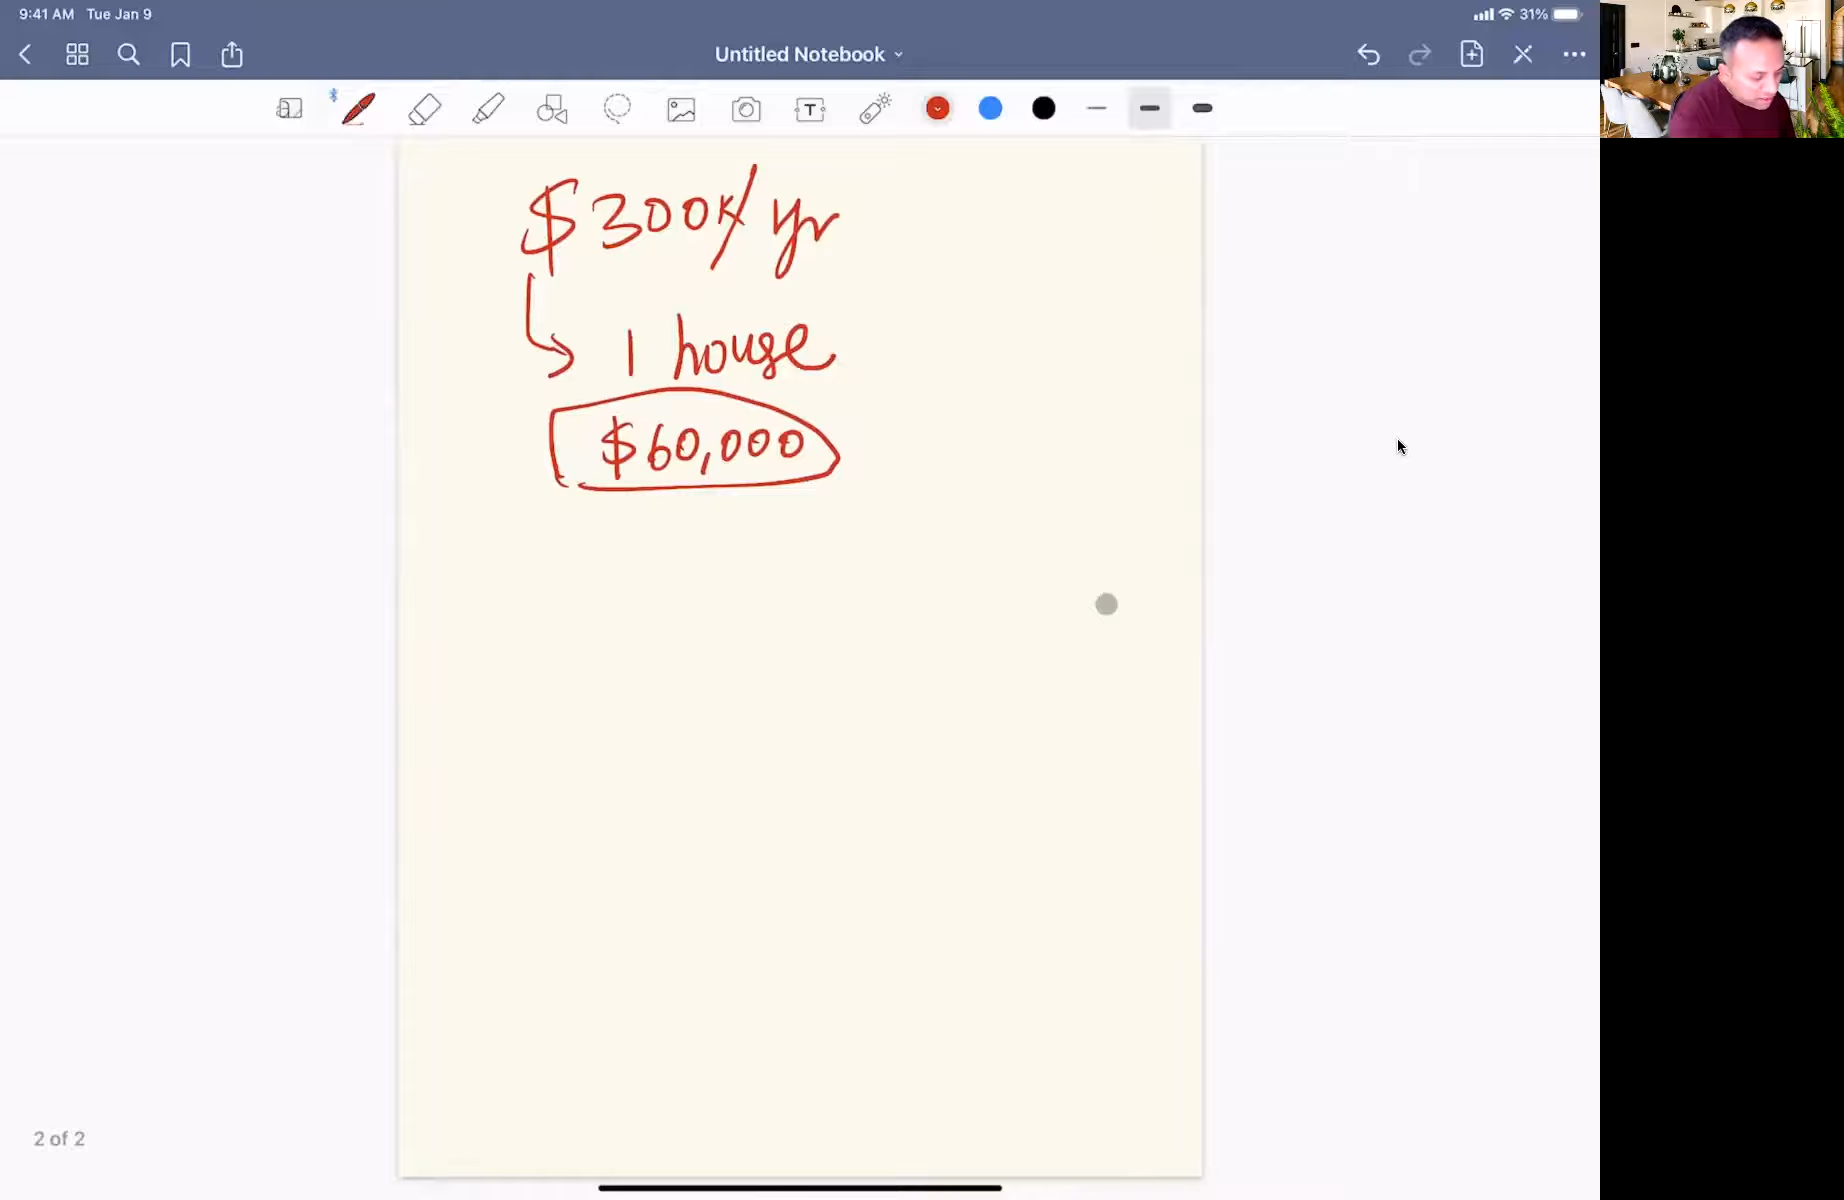 9:41 AM Tue Jan 9
31%
Untitled Notebook
T
$300K/yr
1 house
$60,000
2 of 2